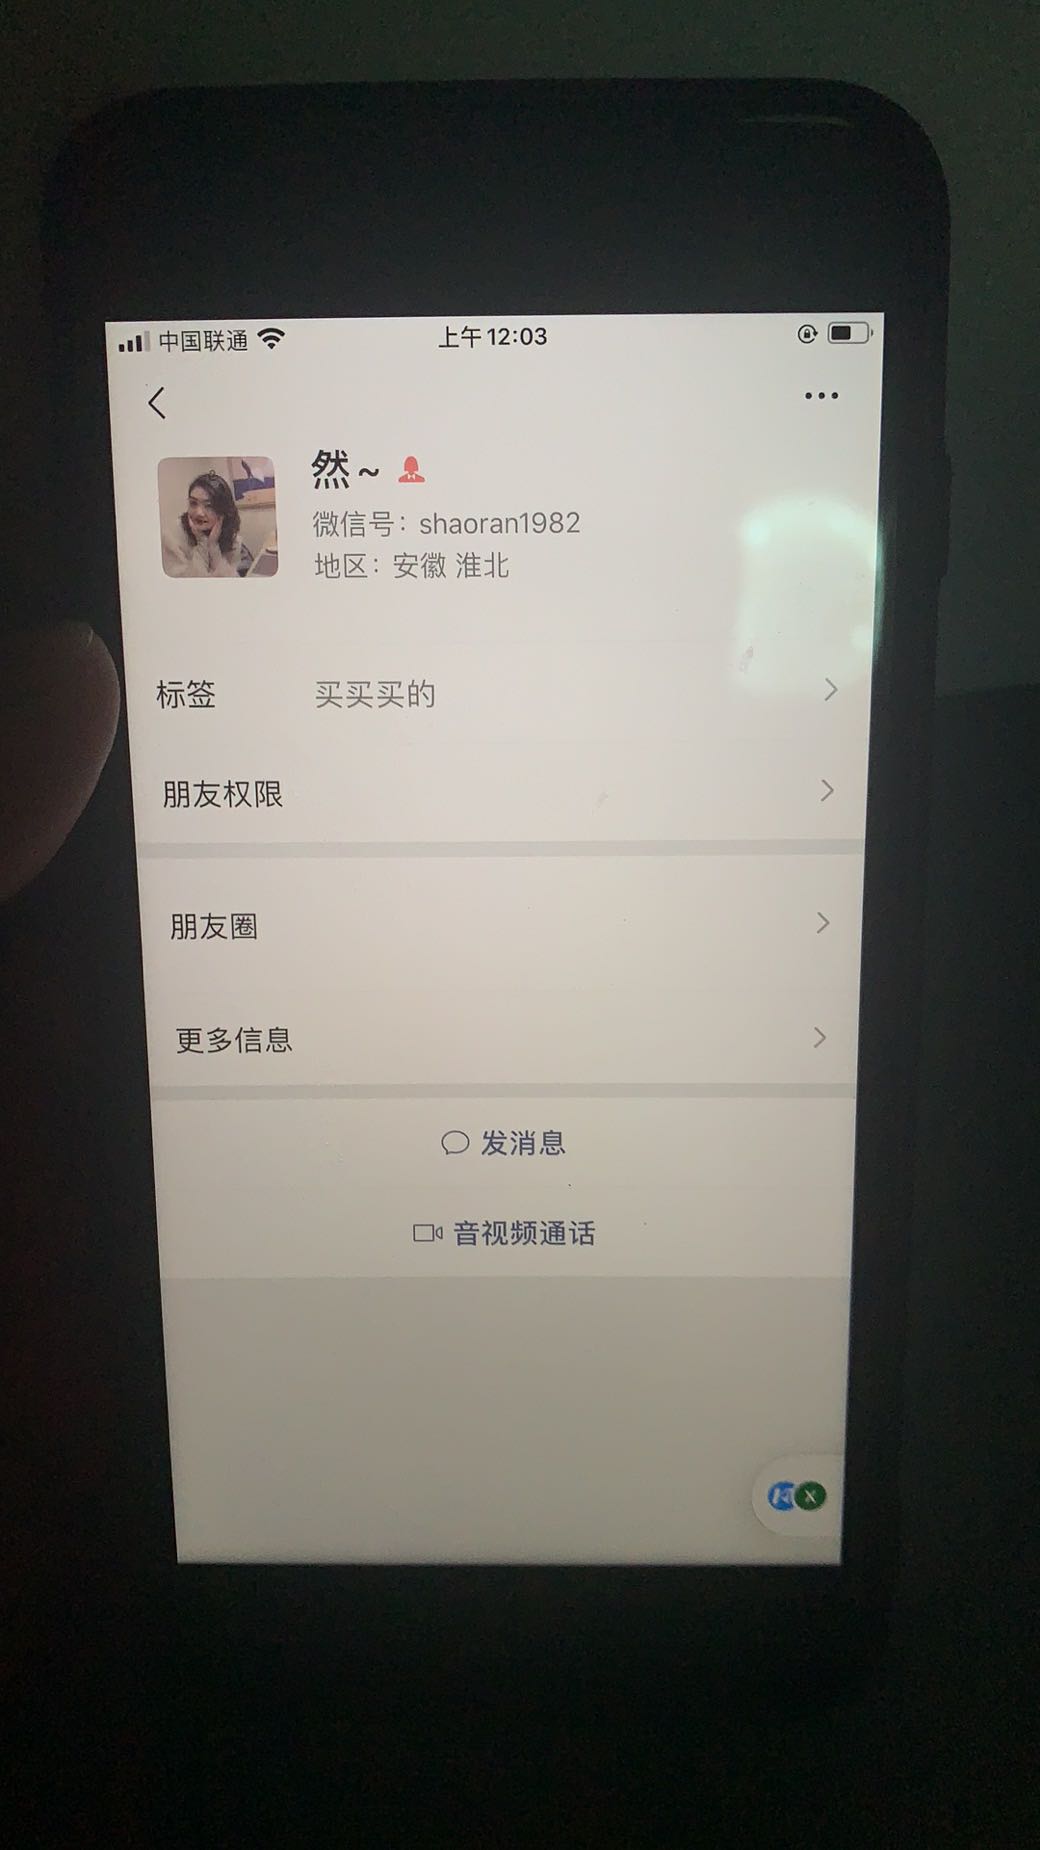 中国联通
上午12:03
然~
微信号：shaoran1982
地区：安徽 淮北
标签 买买买的
朋友权限
朋友圈
更多信息
发消息
音视频通话
X